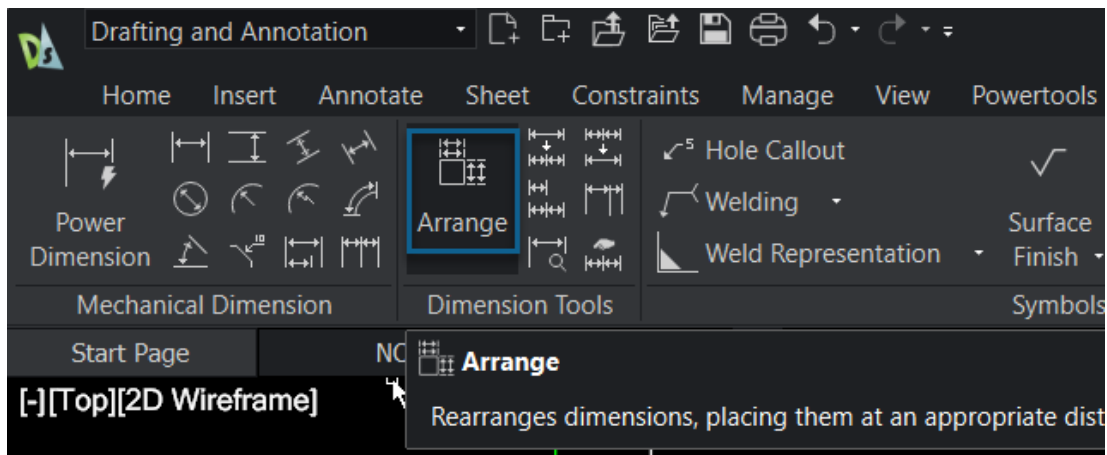 Drafting and Annotation
Home Insert Annotate Sheet Constraints Manage View Powertools
Power Dimension
Arrange
Hole Callout
Welding
Weld Representation
Surface Finish
Mechanical Dimension
Dimension Tools
Symbols
Start Page
NC
Arrange
[-][Top][2D Wireframe]
Rearranges dimensions, placing them at an appropriate dist